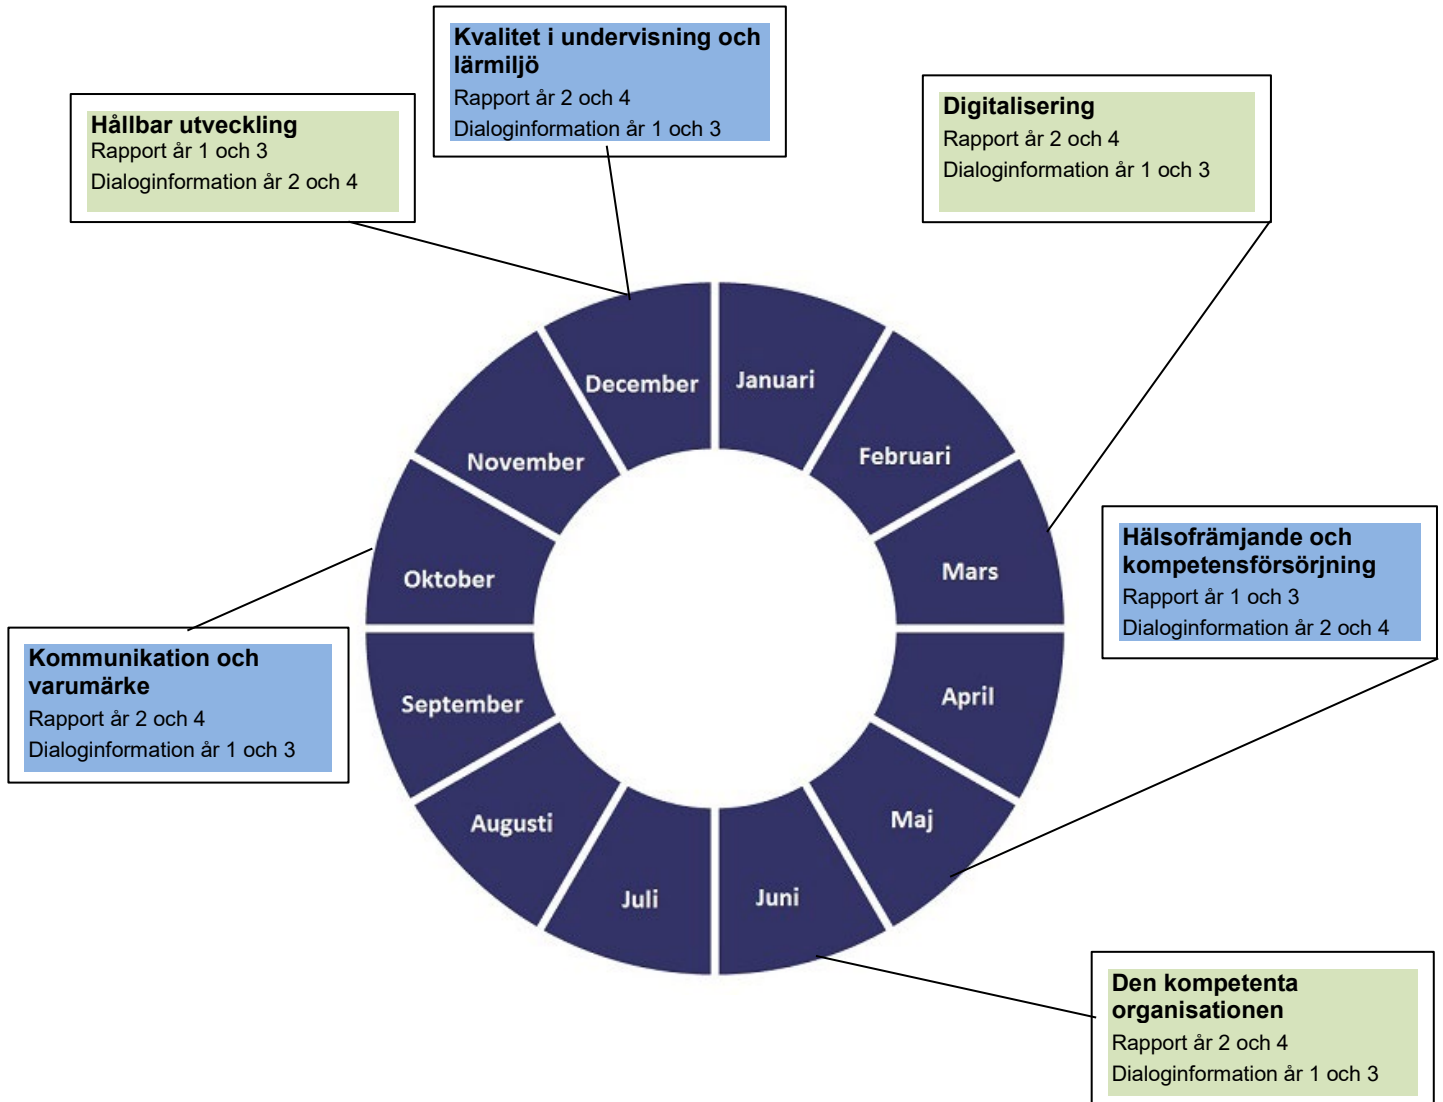 Kvalitet i undervisning och
lärmiljö
Rapport år 2 och 4
Dialoginformation år 1 och 3
Hållbar utveckling
Rapport år 1 och 3
Dialoginformation år 2 och 4
Digitalisering
Rapport år 2 och 4
Dialoginformation år 1 och 3
December
Januari
November
Februari
Oktober
Mars
Hälsofrämjande och
kompetensförsörjning
Rapport år 1 och 3
Dialoginformation år 2 och 4
Kommunikation och
varumärke
Rapport år 2 och 4
Dialoginformation år 1 och 3
September
April
Augusti
Maj
Juli
Juni
Den kompetenta
organisationen
Rapport år 2 och 4
Dialoginformation år 1 och 3